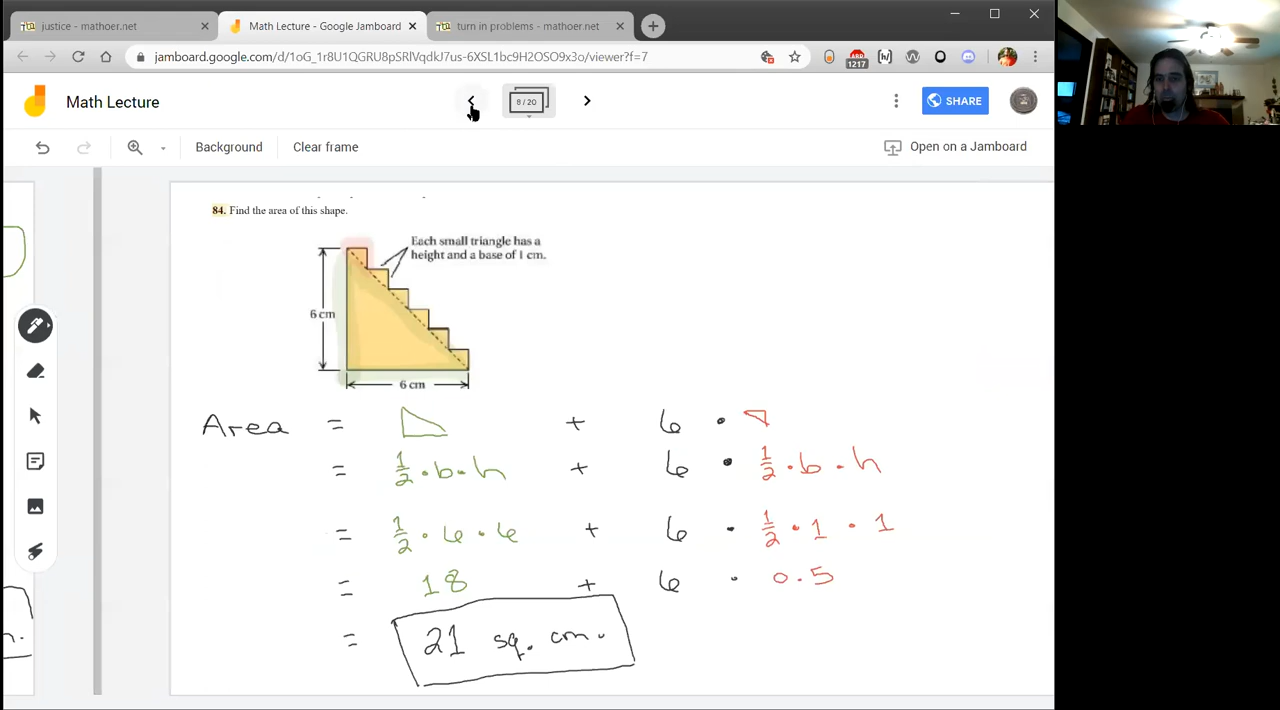 justice - mathoer.net
Math Lecture - Google Jamboard
turn in problems - mathoer.net
jamboard.google.com/d/1oG_1r8U1QGRU8pSRlVqdkJ7us-6XSL1bc9H2OSO9x3o/viewer?f=7
ABP
1217
Math Lecture
8 / 20
SHARE
Background
Clear frame
Open on a Jamboard
84. Find the area of this shape.
Each small triangle has a
height and a base of 1 cm.
6 cm
6 cm
Area = + 6 ·
= 1/2 · b · h + 6 · 1/2 · b · h
= 1/2 · 6 · 6 + 6 · 1/2 · 1 · 1
= 18 + 6 · 0.5
= 21 sq. cm.